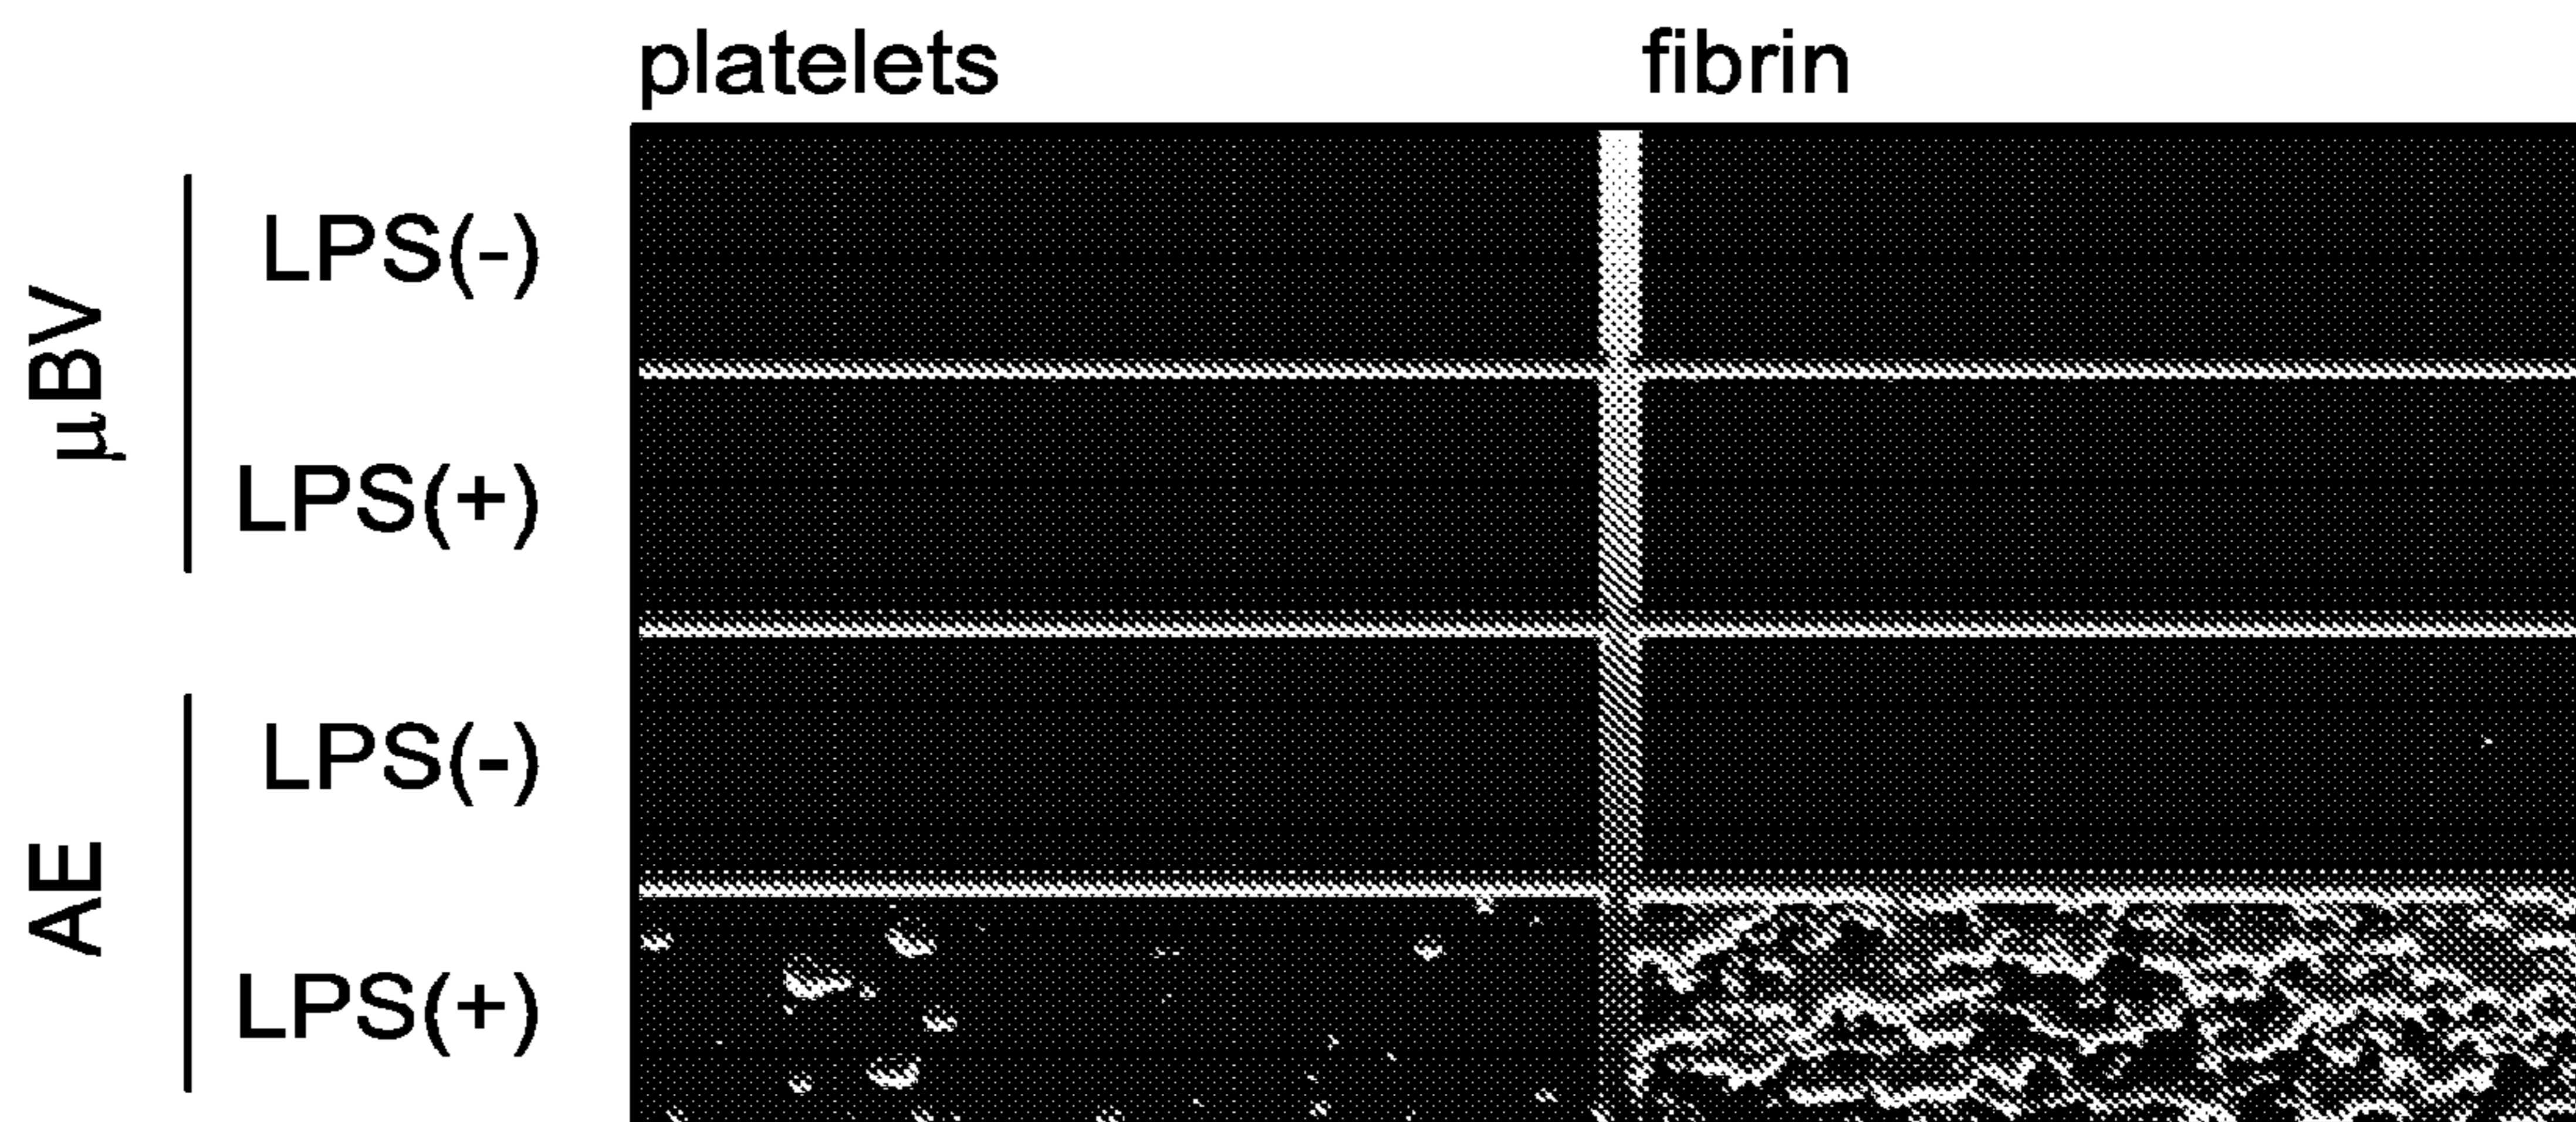 platelets fibrin
μBV
LPS(-)
LPS(+)
AE
LPS(-)
LPS(+)